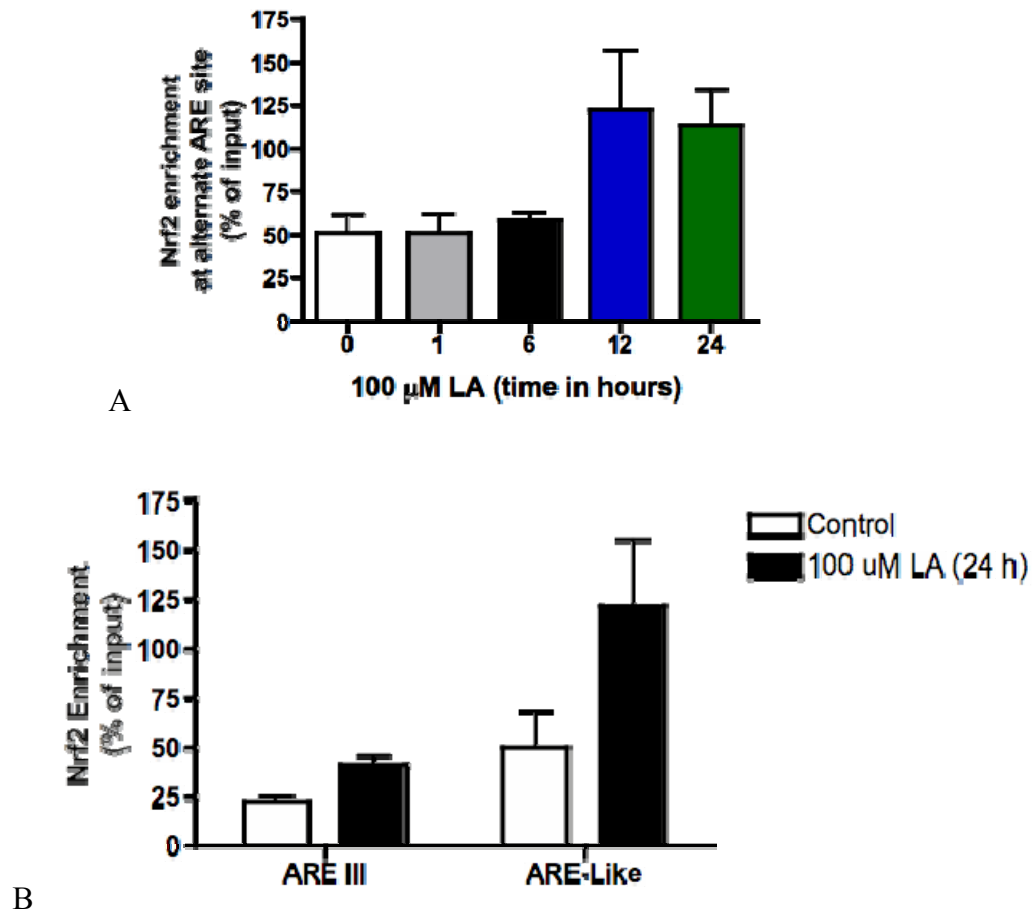 Nrf2 enrichment
at alternate ARE site
(% of input)
175
150
125
100
75
50
25
0
0 1 6 12 24
100 μM LA (time in hours)
A
Nrf2 Enrichment
(% of input)
175
150
125
100
75
50
25
0
Control
100 uM LA (24 h)
ARE III ARE-Like
B